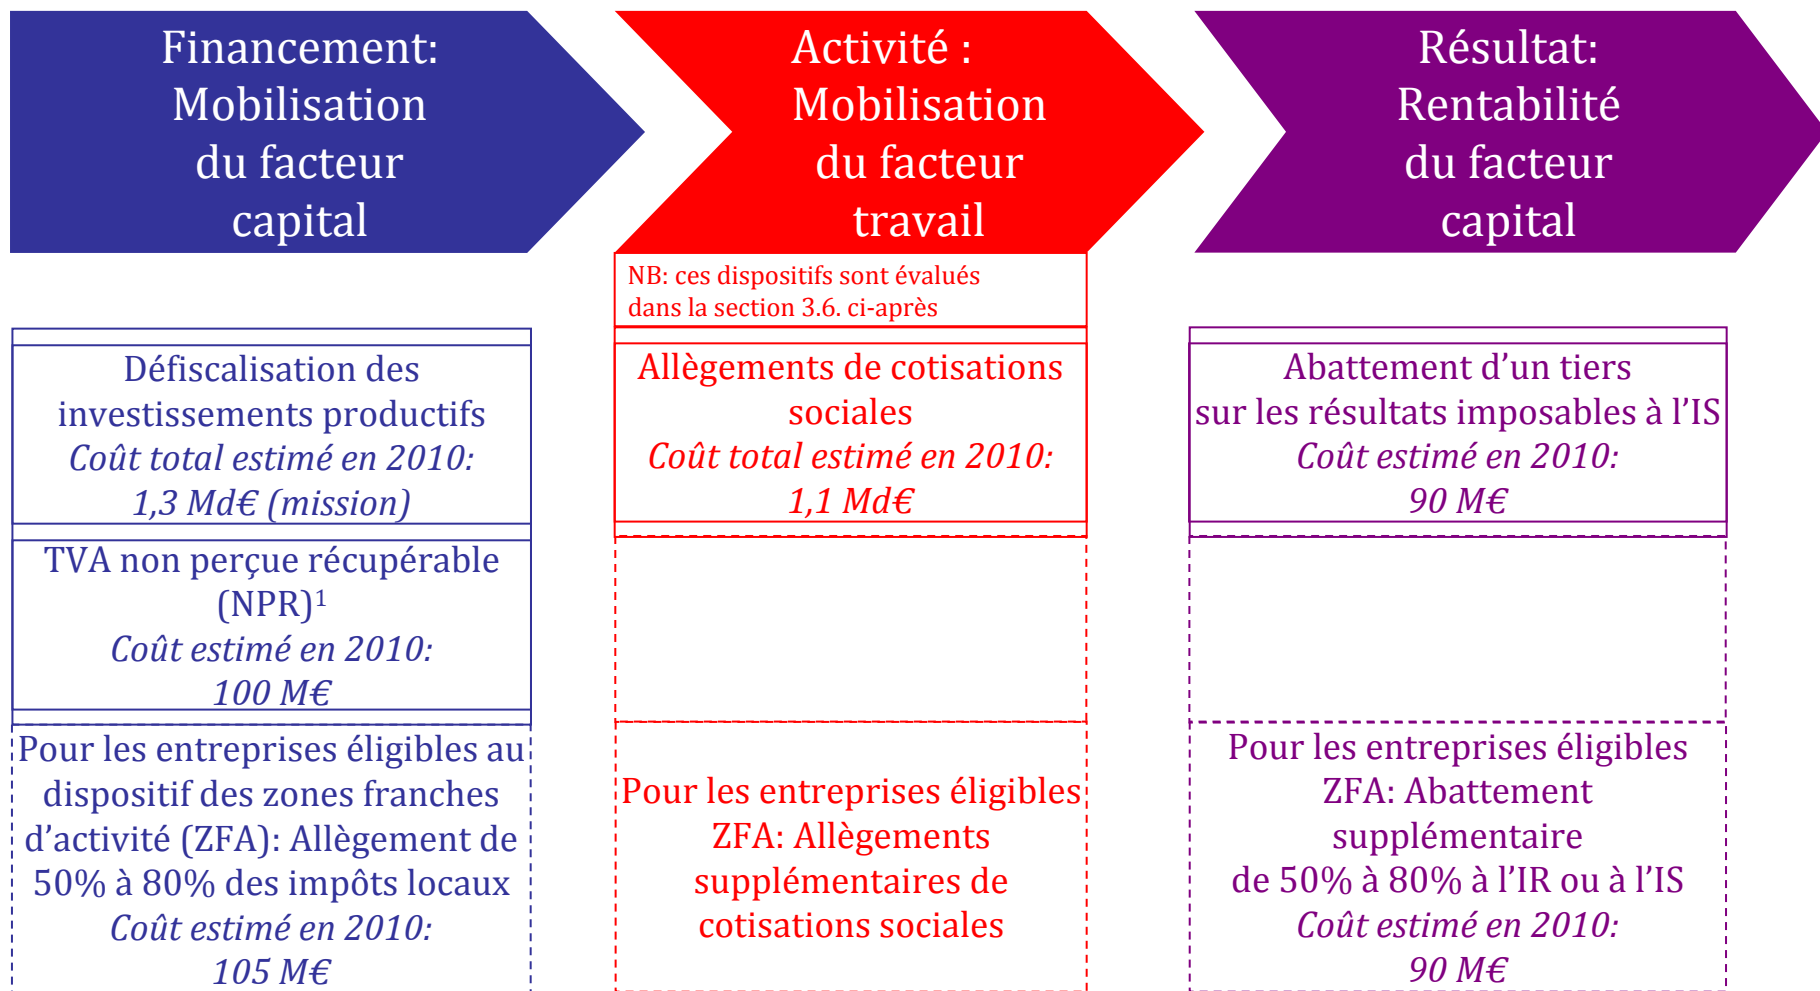 Financement:
Mobilisation
du facteur
capital
Activité :
Mobilisation
du facteur
travail
Résultat:
Rentabilité
du facteur
capital
NB: ces dispositifs sont évalués
dans la section 3.6. ci-après
Défiscalisation des
investissements productifs
Coût total estimé en 2010:
1,3 Md€ (mission)
TVA non perçue récupérable
(NPR)¹
Coût estimé en 2010:
100 M€
Pour les entreprises éligibles au
dispositif des zones franches
d’activité (ZFA): Allègement de
50% à 80% des impôts locaux
Coût estimé en 2010:
105 M€
Allègements de cotisations
sociales
Coût total estimé en 2010:
1,1 Md€
Pour les entreprises éligibles
ZFA: Allègements
supplémentaires de
cotisations sociales
Abattement d’un tiers
sur les résultats imposables à l’IS
Coût estimé en 2010:
90 M€
Pour les entreprises éligibles
ZFA: Abattement
supplémentaire
de 50% à 80% à l’IR ou à l’IS
Coût estimé en 2010:
90 M€